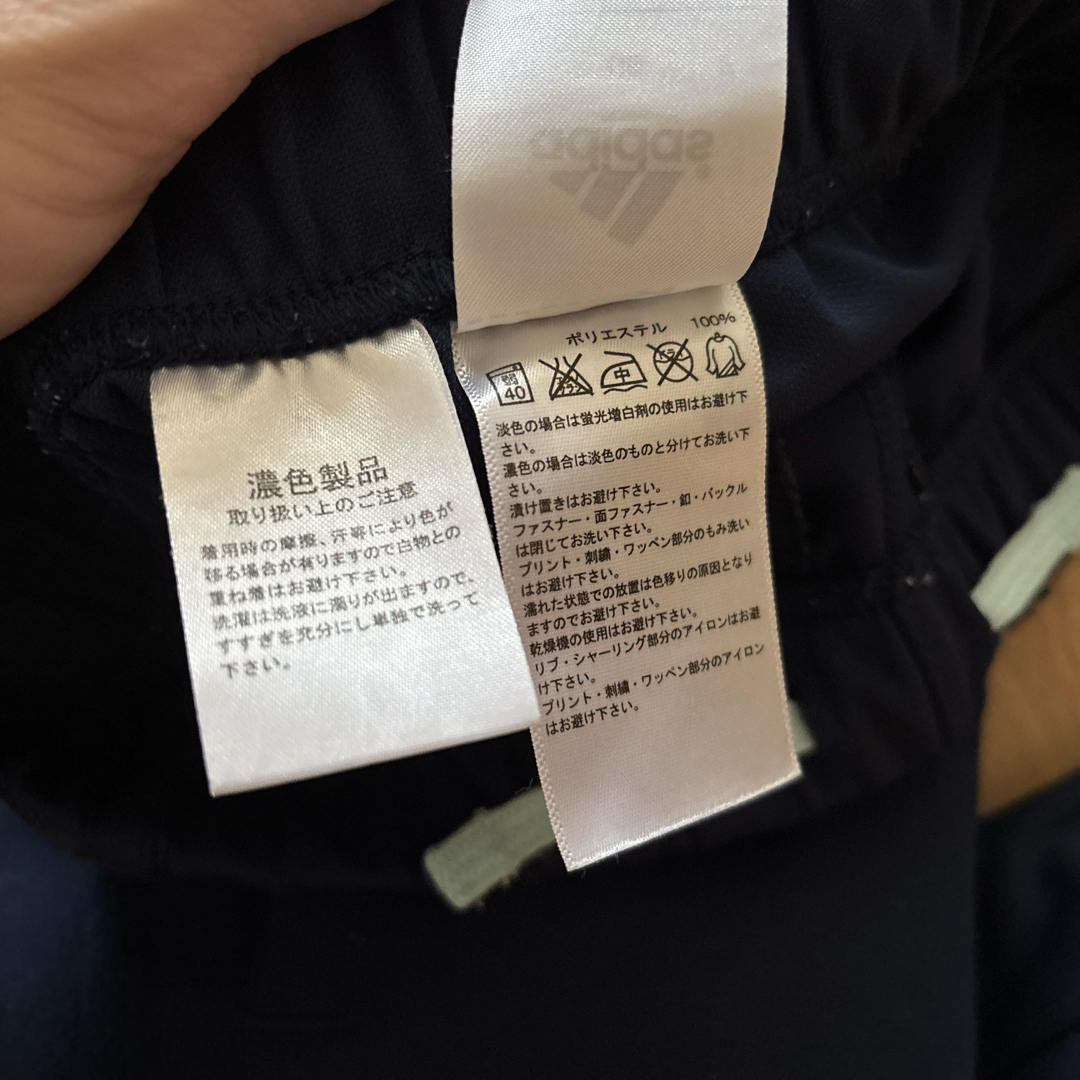 adidas
ポリエステル 100%
弱
40
エンソ
サラシ
中
ドライ
淡色の場合は蛍光増白剤の使用はお避け下
さい。
濃色の場合は淡色のものと分けてお洗い下
さい。
漬け置きはお避け下さい。
ファスナー・面ファスナー・釦・バックル
は閉じてお洗い下さい。
プリント・刺繍・ワッペン部分のもみ洗い
はお避け下さい。
濡れた状態での放置は色移りの原因となり
ますのでお避け下さい。
乾燥機の使用はお避け下さい。
リブ・シャーリング部分のアイロンはお避
け下さい。
プリント・刺繍・ワッペン部分のアイロン
はお避け下さい。
濃色製品
取り扱い上のご注意
着用時の摩擦、汗等により色が
移る場合が有りますので白物との
重ね着はお避け下さい。
洗濯は洗液に濁りが出ますので、
すすぎを充分にし単独で洗って
下さい。